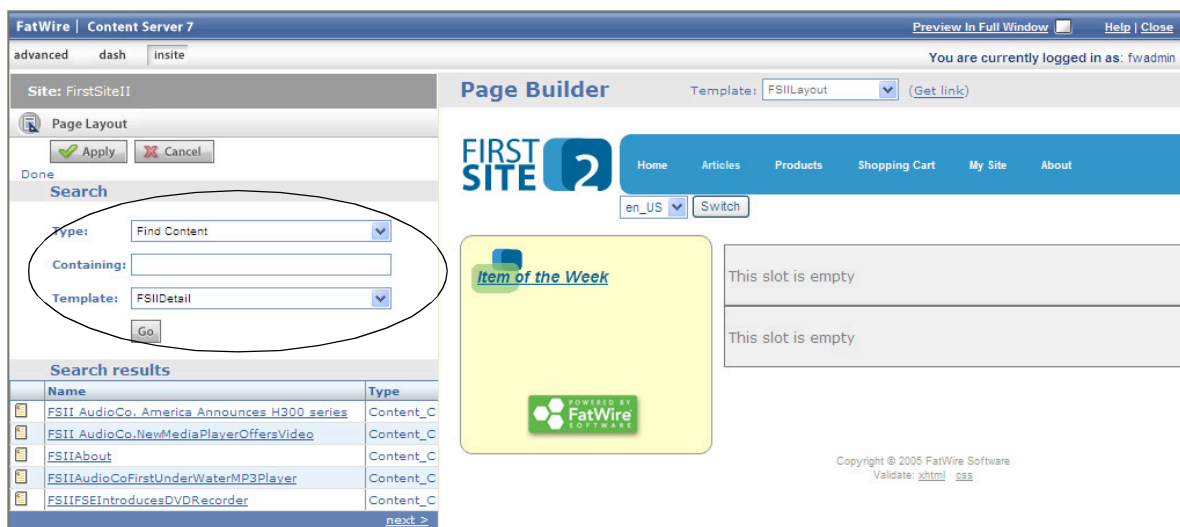 FatWire | Content Server 7
Preview In Full Window
Help | Close
advanced dash insite
You are currently logged in as: fwadmin
Site: FirstSiteII
Page Builder
Template: FSIILayout (Get link)
Page Layout
Apply Cancel
Done
Search
Type: Find Content
Containing:
Template: FSIIDetail
Go
Search results
Name Type
FSII AudioCo. America Announces H300 series Content_C
FSII AudioCo.NewMediaPlayerOffersVideo Content_C
FSIIAbout Content_C
FSIIAudioCoFirstUnderWaterMP3Player Content_C
FSIIFSEIntroducesDVDRecorder Content_C
next >
FIRST
SITE 2
Home Articles Products Shopping Cart My Site About
en_US Switch
Item of the Week
This slot is empty
This slot is empty
POWERED BY
FatWire
SOFTWARE
Copyright © 2005 FatWire Software
Validate: xhtml css